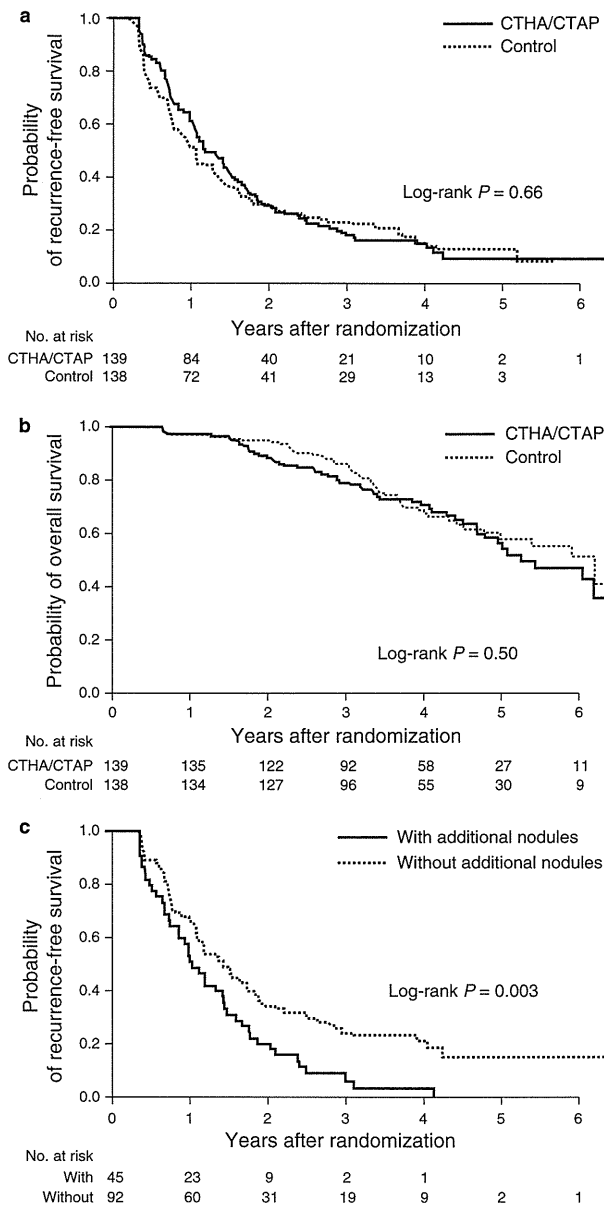 a
CTHA/CTAP
Control
Probability
of recurrence-free survival
1.0
0.8
0.6
0.4
0.2
0.0
Log-rank P = 0.66
0 1 2 3 4 5 6
Years after randomization
No. at risk
CTHA/CTAP 139 84 40 21 10 2 1
Control 138 72 41 29 13 3
b
CTHA/CTAP
Control
Probability of overall survival
1.0
0.8
0.6
0.4
0.2
0.0
Log-rank P = 0.50
0 1 2 3 4 5 6
Years after randomization
No. at risk
CTHA/CTAP 139 135 122 92 58 27 11
Control 138 134 127 96 55 30 9
c
With additional nodules
Without additional nodules
Probability
of recurrence-free survival
1.0
0.8
0.6
0.4
0.2
0.0
Log-rank P = 0.003
0 1 2 3 4 5 6
Years after randomization
No. at risk
With 45 23 9 2 1
Without 92 60 31 19 9 2 1